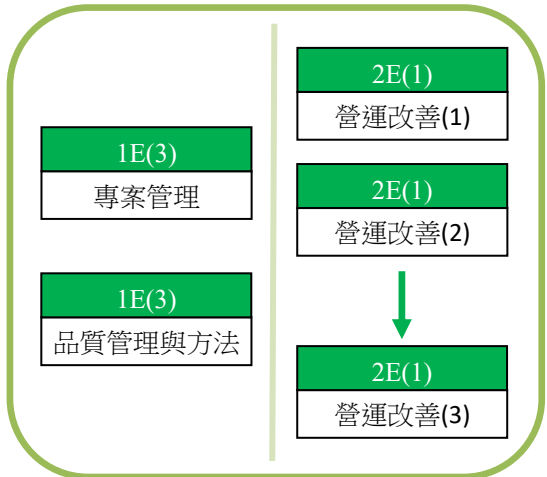 1E(3)
專案管理
1E(3)
品質管理與方法
2E(1)
營運改善(1)
2E(1)
營運改善(2)
2E(1)
營運改善(3)